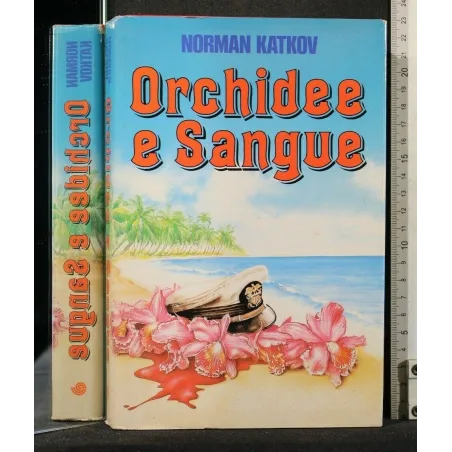 NORMAN KATKOV
Orchidee
e Sangue
NORMAN
KATKOV
Orchidee e Sangue